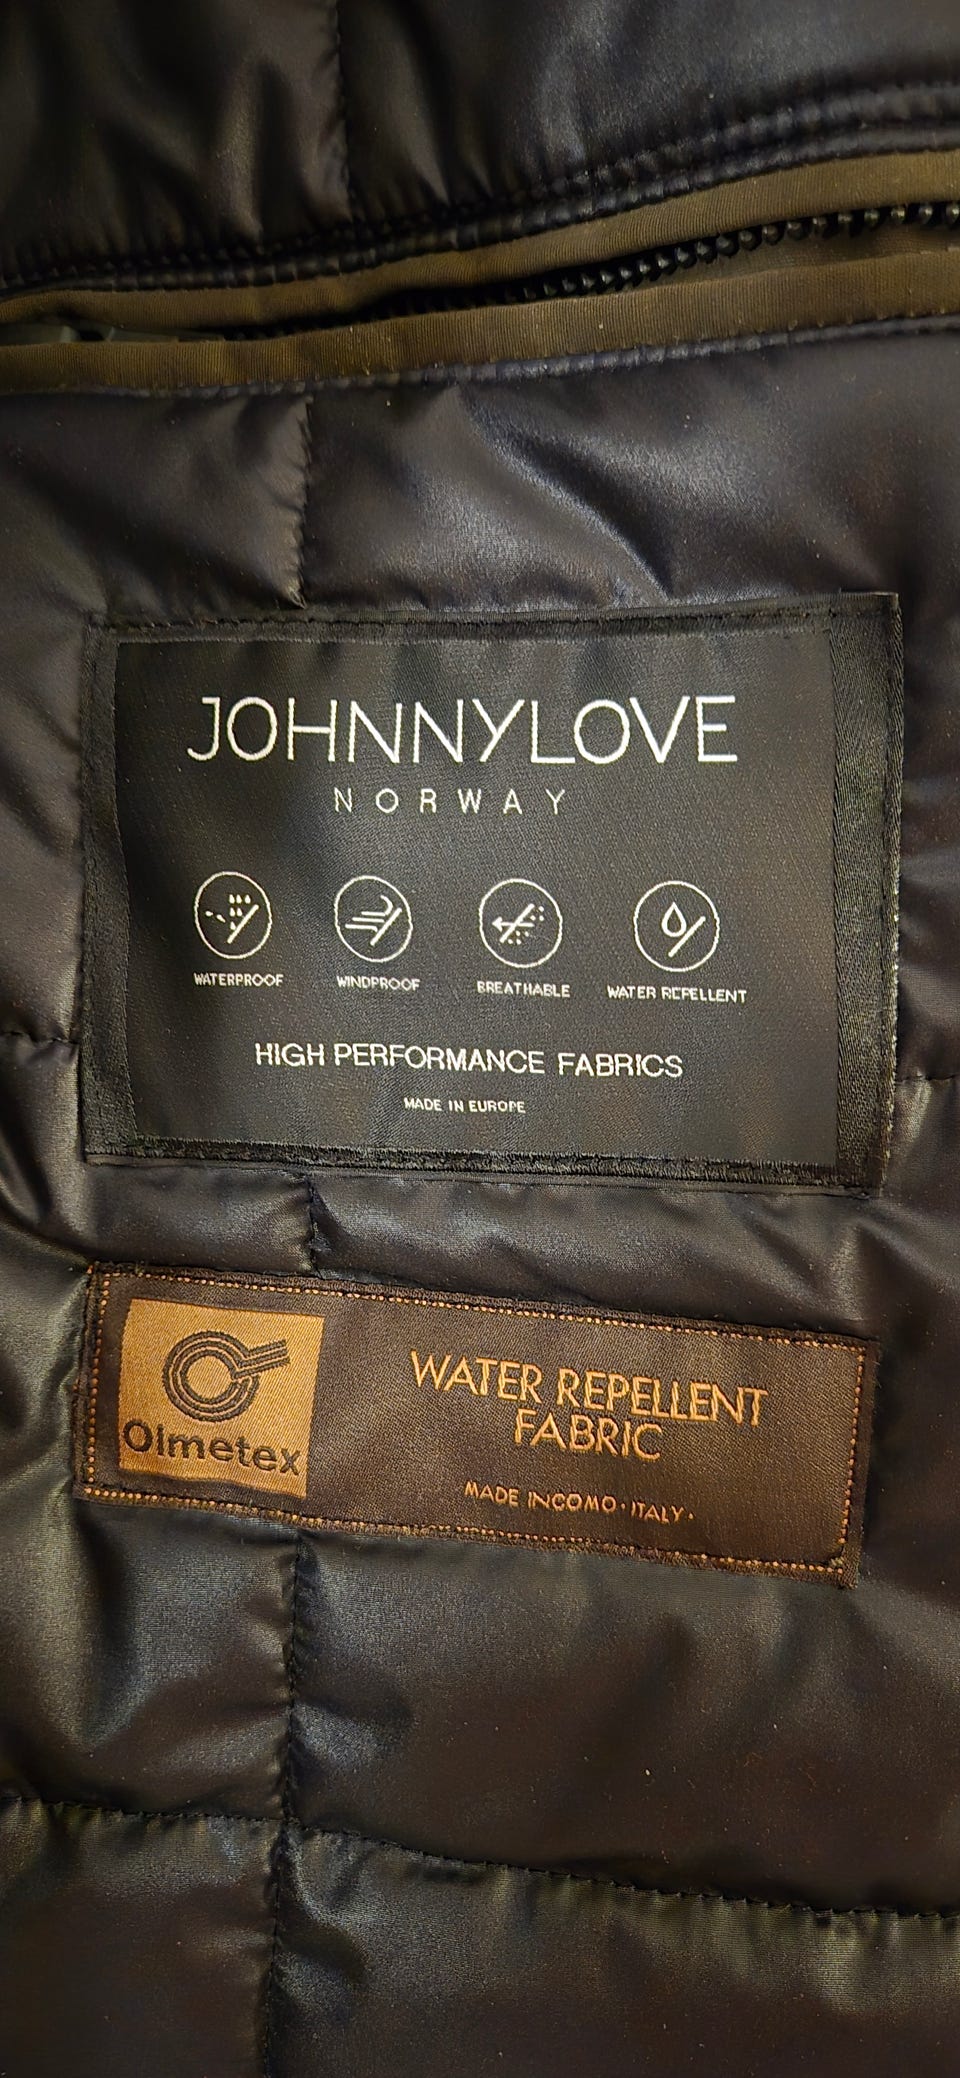 JOHNNYLOVE
NORWAY
WATERPROOF WINDPROOF BREATHABLE WATER REPELLENT
HIGH PERFORMANCE FABRICS
MADE IN EUROPE
Olmetex
WATER REPELLENT
FABRIC
MADE IN COMO · ITALY ·